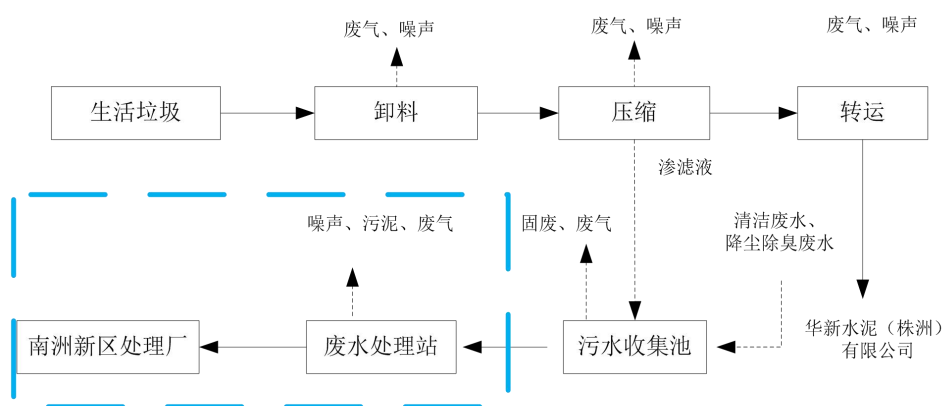 废气、噪声
废气、噪声
废气、噪声
生活垃圾
卸料
压缩
转运
渗滤液
噪声、污泥、废气
固废、废气
清洁废水、
降尘除臭废水
南洲新区处理厂
废水处理站
污水收集池
华新水泥（株洲）
有限公司